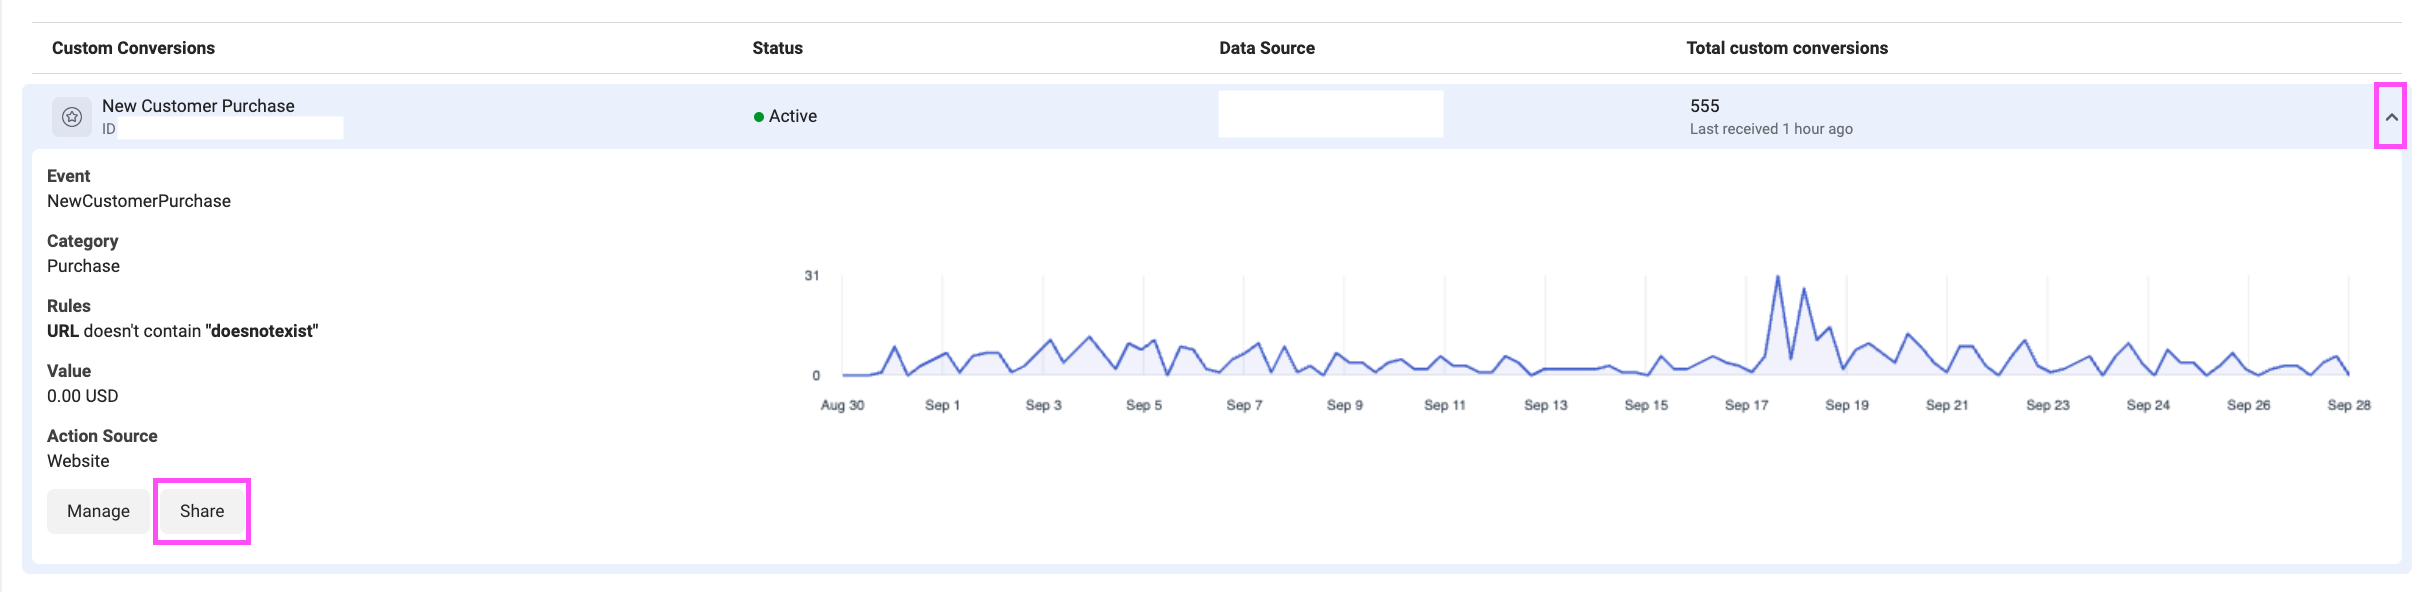 Custom Conversions Status Data Source Total custom conversions
New Customer Purchase
ID
Active
555
Last received 1 hour ago
Event
NewCustomerPurchase
Category
Purchase
Rules
URL doesn't contain "doesnotexist"
Value
0.00 USD
Action Source
Website
Manage Share
31
0
Aug 30 Sep 1 Sep 3 Sep 5 Sep 7 Sep 9 Sep 11 Sep 13 Sep 15 Sep 17 Sep 19 Sep 21 Sep 23 Sep 24 Sep 26 Sep 28